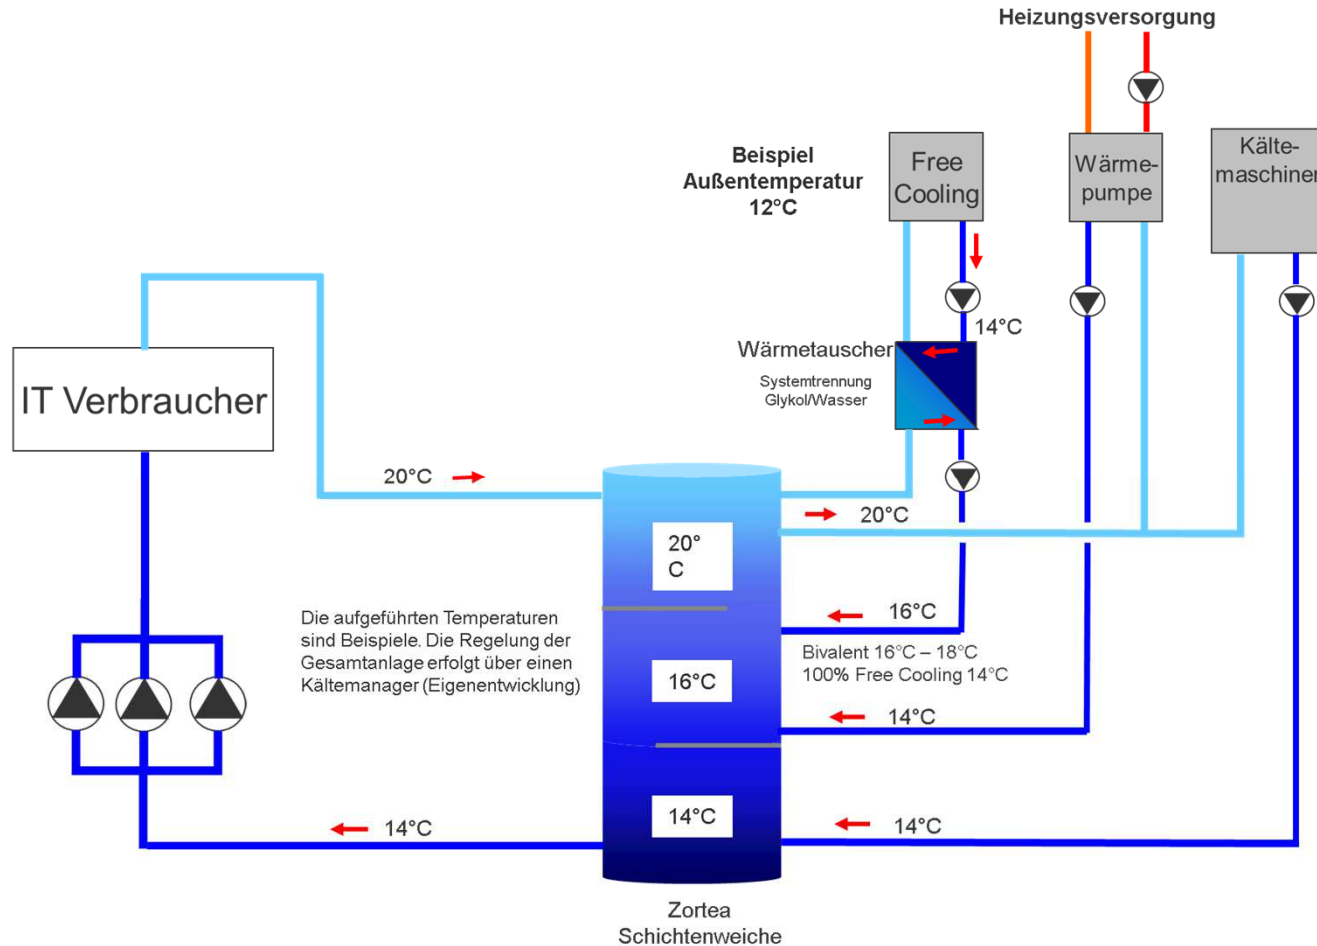 Heizungsversorgung
Beispiel
Außentemperatur
12°C
Free
Cooling
Wärme-
pumpe
Kälte-
maschinen
14°C
Wärmetauscher
Systemtrennung
Glykol/Wasser
IT Verbraucher
20°C
20°C
20°
C
16°C
Die aufgeführten Temperaturen
sind Beispiele. Die Regelung der
Gesamtanlage erfolgt über einen
Kältemanager (Eigenentwicklung)
Bivalent 16°C – 18°C
100% Free Cooling 14°C
16°C
14°C
14°C
14°C
14°C
Zortea
Schichtenweiche